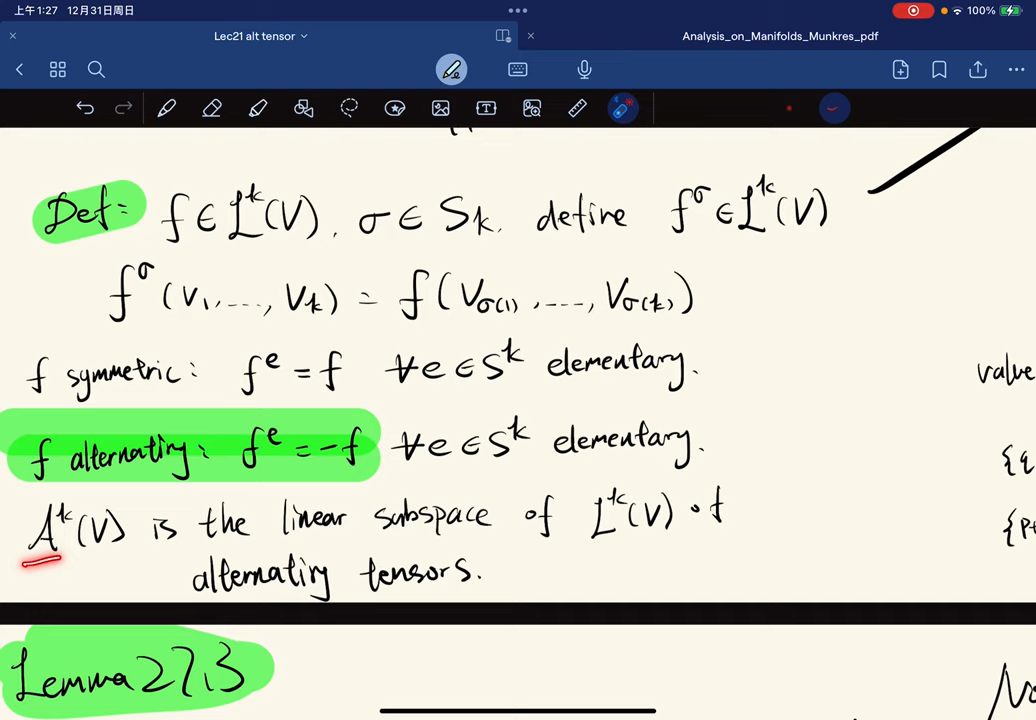 上午1:27 12月31日周日
100%
Lec21 alt tensor
Analysis_on_Manifolds_Munkres_pdf
Def: f ∈ L^k(V), σ ∈ S_k, define f^σ ∈ L^k(V)
f^σ(v_1, ..., v_k) = f(v_σ(1), ..., v_σ(k))
f symmetric: f^e = f ∀e ∈ S^k elementary.
value
f alternating: f^e = -f ∀e ∈ S^k elementary.
A^k(V) is the linear subspace of L^k(V) of
alternating tensors.
Lemma 27.3